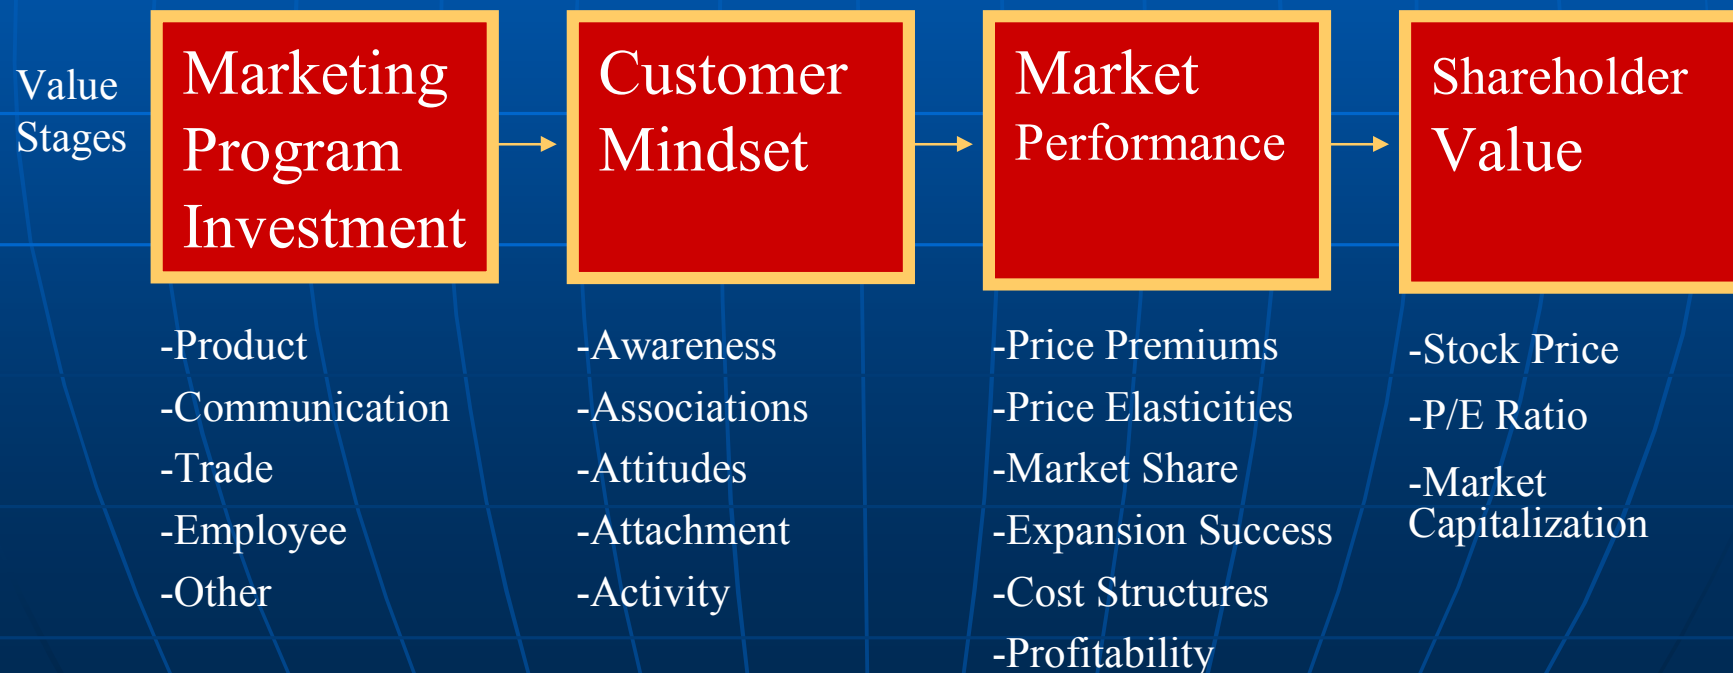 Value
Stages
Marketing
Program
Investment
Customer
Mindset
Market
Performance
Shareholder
Value
-Product
-Communication
-Trade
-Employee
-Other
-Awareness
-Associations
-Attitudes
-Attachment
-Activity
-Price Premiums
-Price Elasticities
-Market Share
-Expansion Success
-Cost Structures
-Profitability
-Stock Price
-P/E Ratio
-Market
Capitalization